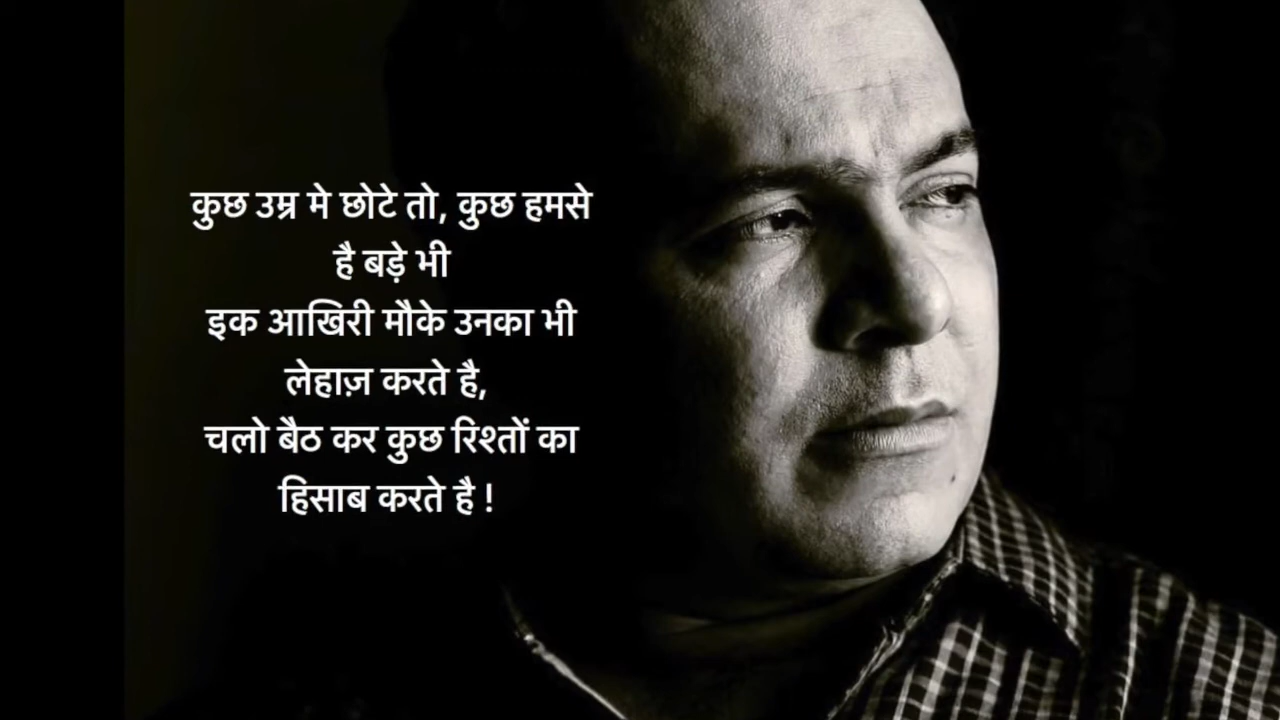 कुछ उम्र मे छोटे तो, कुछ हमसे
है बड़े भी
इक आखिरी मौके उनका भी
लेहाज़ करते है,
चलो बैठ कर कुछ रिश्तों का
हिसाब करते है !